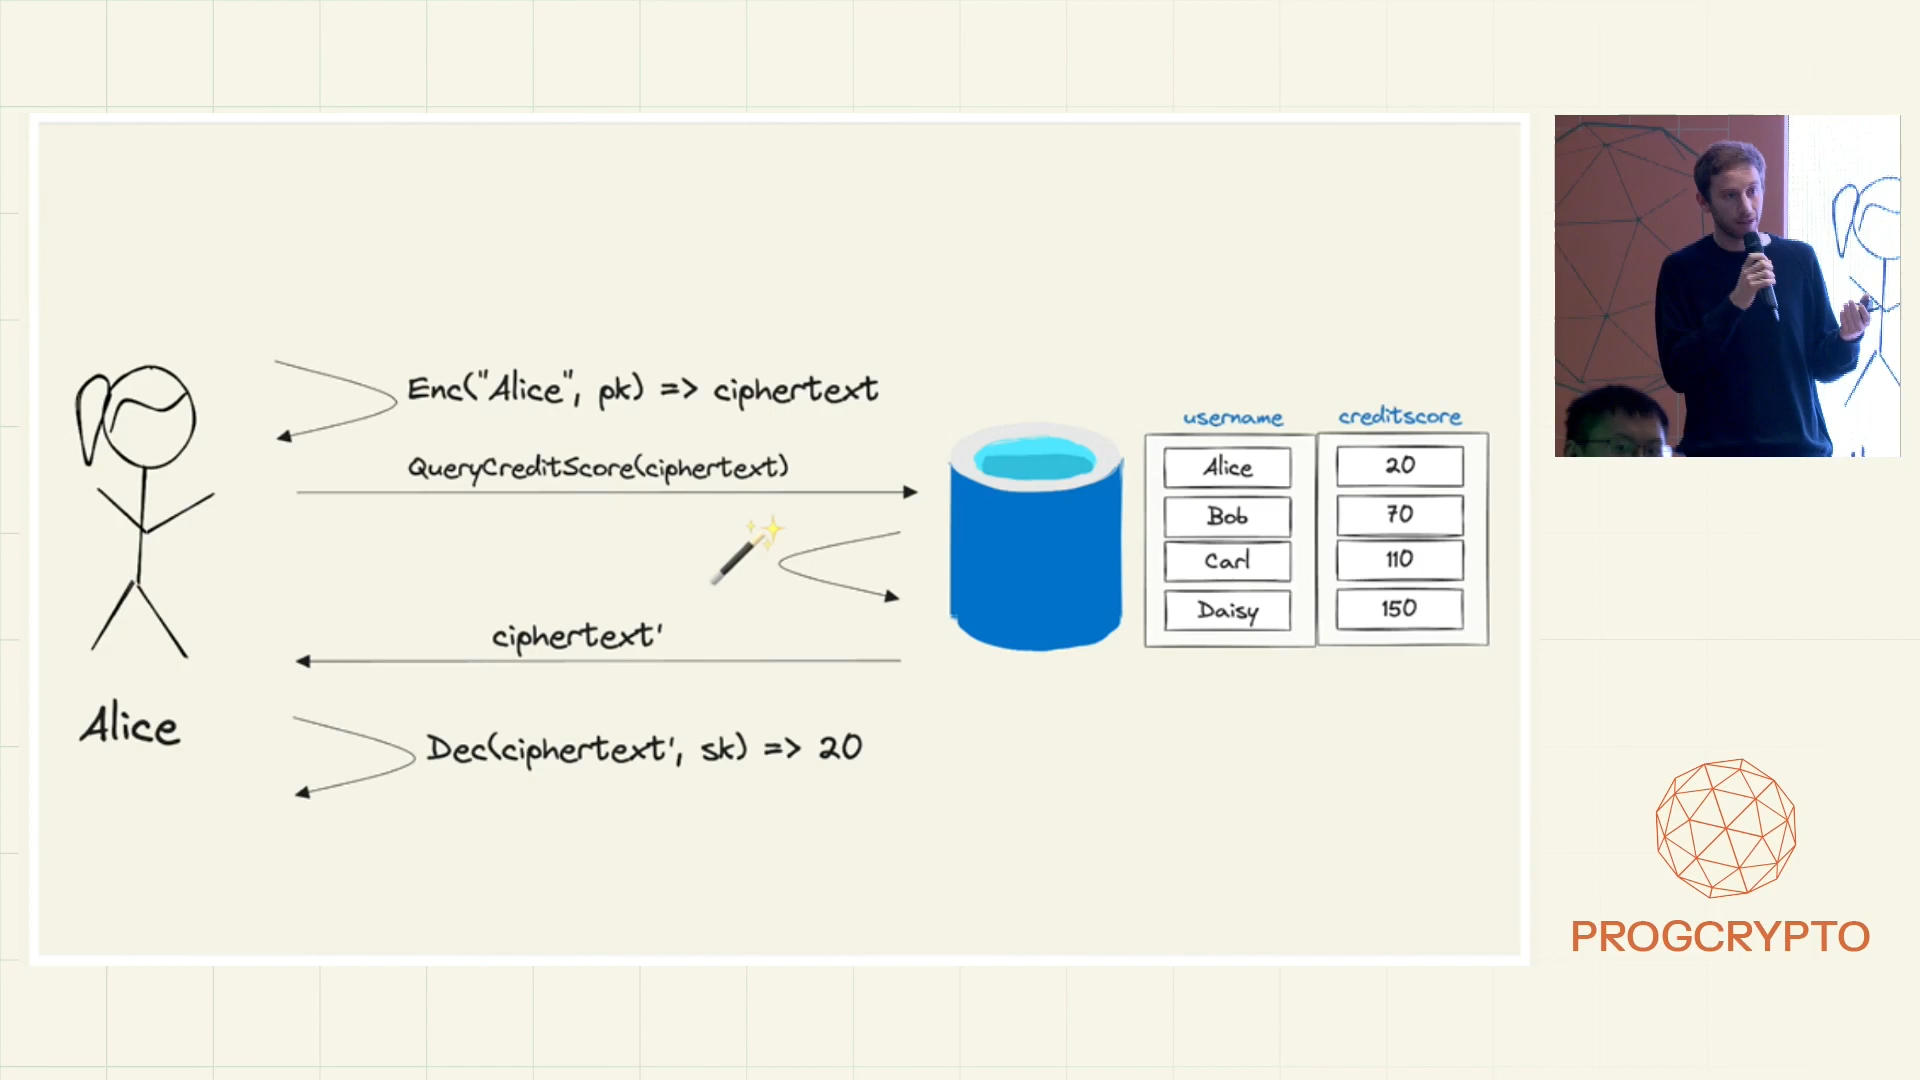 Enc("Alice", pk) => ciphertext
QueryCreditScore(ciphertext)
ciphertext'
Dec(ciphertext', sk) => 20
Alice
username creditscore
Alice 20
Bob 70
Carl 110
Daisy 150
PROGCRYPTO